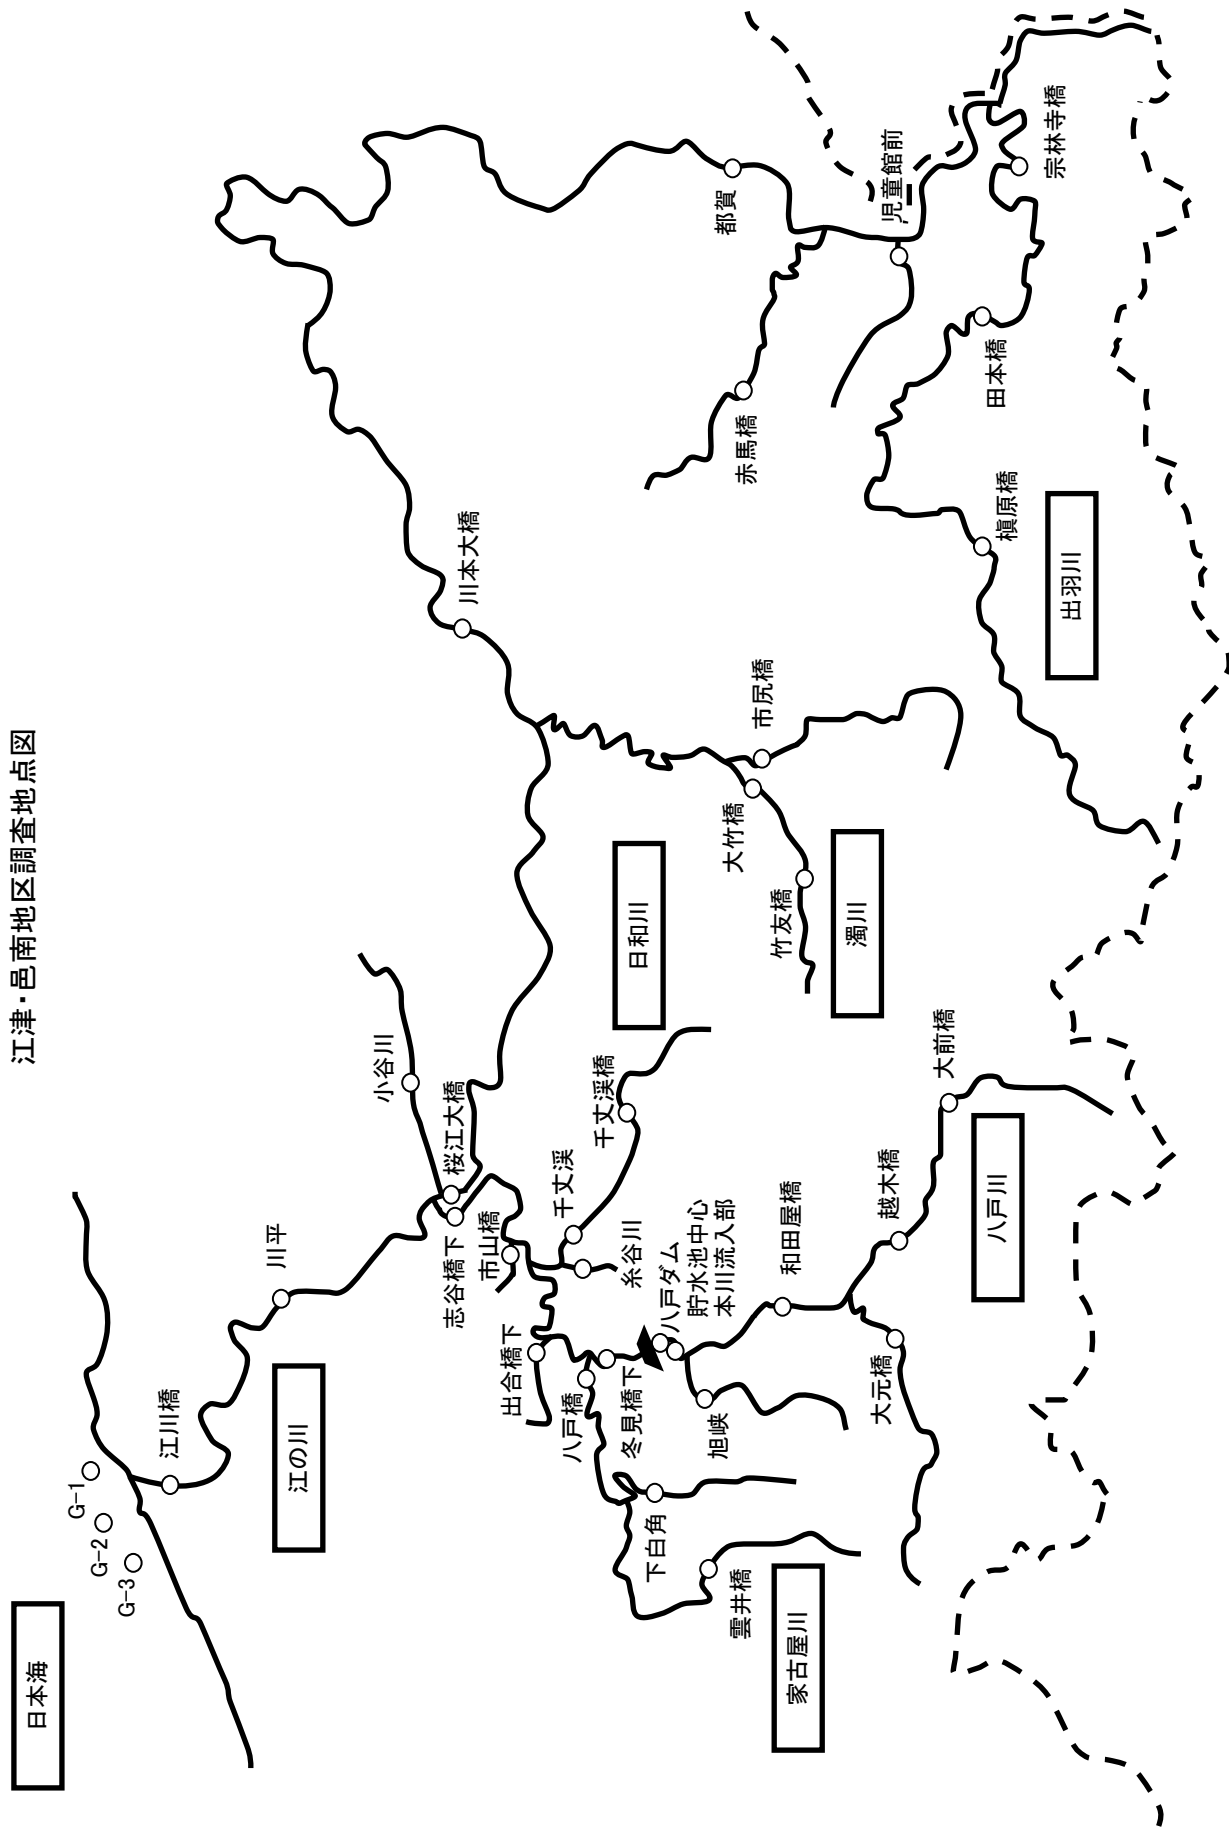 江津・邑南地区調査地点図
日本海
G-1
G-2
G-3
江川橋
江の川
川平
小谷川
桜江大橋
志谷橋下
市山橋
川本大橋
都賀
児童館前
宗林寺橋
赤馬橋
田本橋
槇原橋
出羽川
市尻橋
大竹橋
竹友橋
濁川
日和川
千丈渓橋
千丈渓
糸谷川
出合橋下
八戸橋
冬見橋下
八戸ダム
貯水池中心
本川流入部
旭峡
和田屋橋
越木橋
大前橋
八戸川
大元橋
下白角
雲井橋
家古屋川